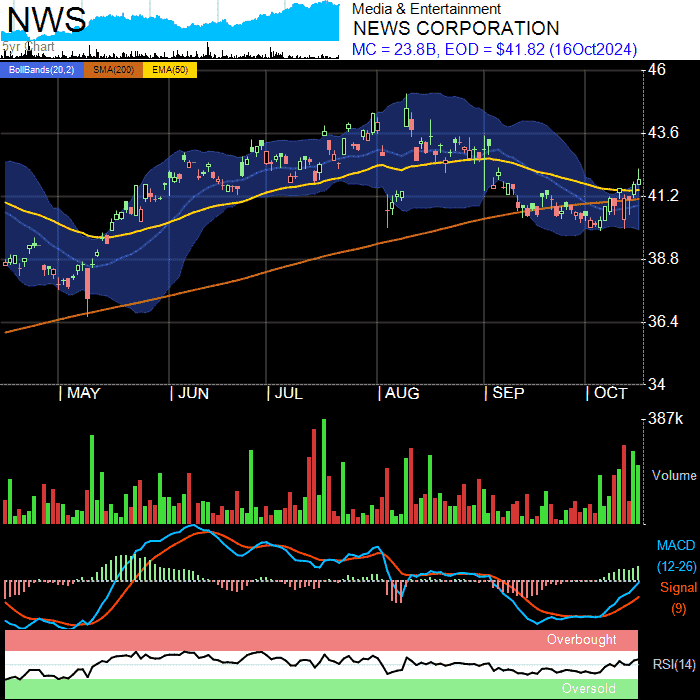 NWS
5yr Chart
Media & Entertainment
NEWS CORPORATION
MC = 23.8B, EOD = $41.82 (16Oct2024)
BollBands(20,2) SMA(200) EMA(50)
46
43.6
41.2
38.8
36.4
34
MAY JUN JUL AUG SEP OCT
387k
Volume
MACD
(12-26)
Signal
(9)
Overbought
RSI(14)
Oversold